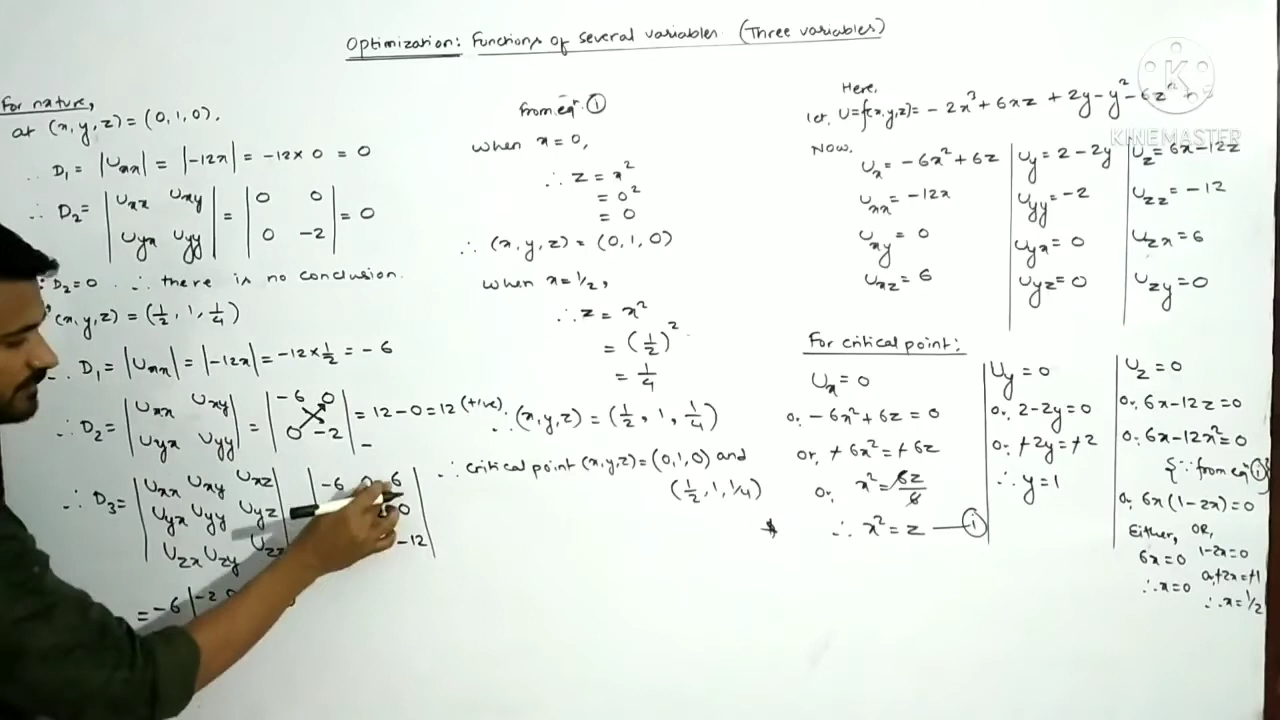 Optimization: Functions of several variables (Three variables)
For nature,
at (x, y, z) = (0, 1, 0).
∴ D₁ = |Uxx| = |-12x| = -12 × 0 = 0
∴ D₂ = | Uxx Uxy | = | 0 0 | = 0
| Uyx Uyy | | 0 -2 |
∵ D₂ = 0 ∴ there is no conclusion.
(x, y, z) = (1/2, 1, 1/4)
∴ D₁ = |Uxx| = |-12x| = -12 × 1/2 = -6
∴ D₂ = | Uxx Uxy | = | -6 0 | = 12 - 0 = 12 (+ive).
| Uyx Uyy | | 0 -2 |
∴ D₃ = | Uxx Uxy Uxz | | -6 0 6 |
| Uyx Uyy Uyz | 0 |
| Uzx Uzy Uzz | -12 |
= -6 | -2 0
From eqⁿ. ①
when x = 0,
∴ z = x²
= 0²
= 0
∴ (x, y, z) = (0, 1, 0)
when x = 1/2,
∴ z = x²
= (1/2)²
= 1/4
∴ (x, y, z) = (1/2, 1, 1/4)
∴ critical point (x, y, z) = (0, 1, 0) and
(1/2, 1, 1/4)
Here,
let, U = f(x, y, z) = -2x³ + 6xz + 2y - y² - 6z²
KINEMASTER
Now,
Ux = -6x² + 6z
Uxx = -12x
Uxy = 0
Uxz = 6
Uy = 2 - 2y
Uyy = -2
Uyx = 0
Uyz = 0
Uz = 6x - 12z
Uzz = -12
Uzx = 6
Uzy = 0
For critical point:
Ux = 0
or, -6x² + 6z = 0
or, +6x² = +6z
or, x² = 6z/6
∴ x² = z —①
Uy = 0
or, 2 - 2y = 0
or, +2y = +2
∴ y = 1
Uz = 0
or, 6x - 12z = 0
or, 6x - 12x² = 0
{∵ from eqⁿ ①}
or, 6x(1 - 2x) = 0
Either, OR,
6x = 0 1 - 2x = 0
∴ x = 0 or, +2x = +1
∴ x = 1/2